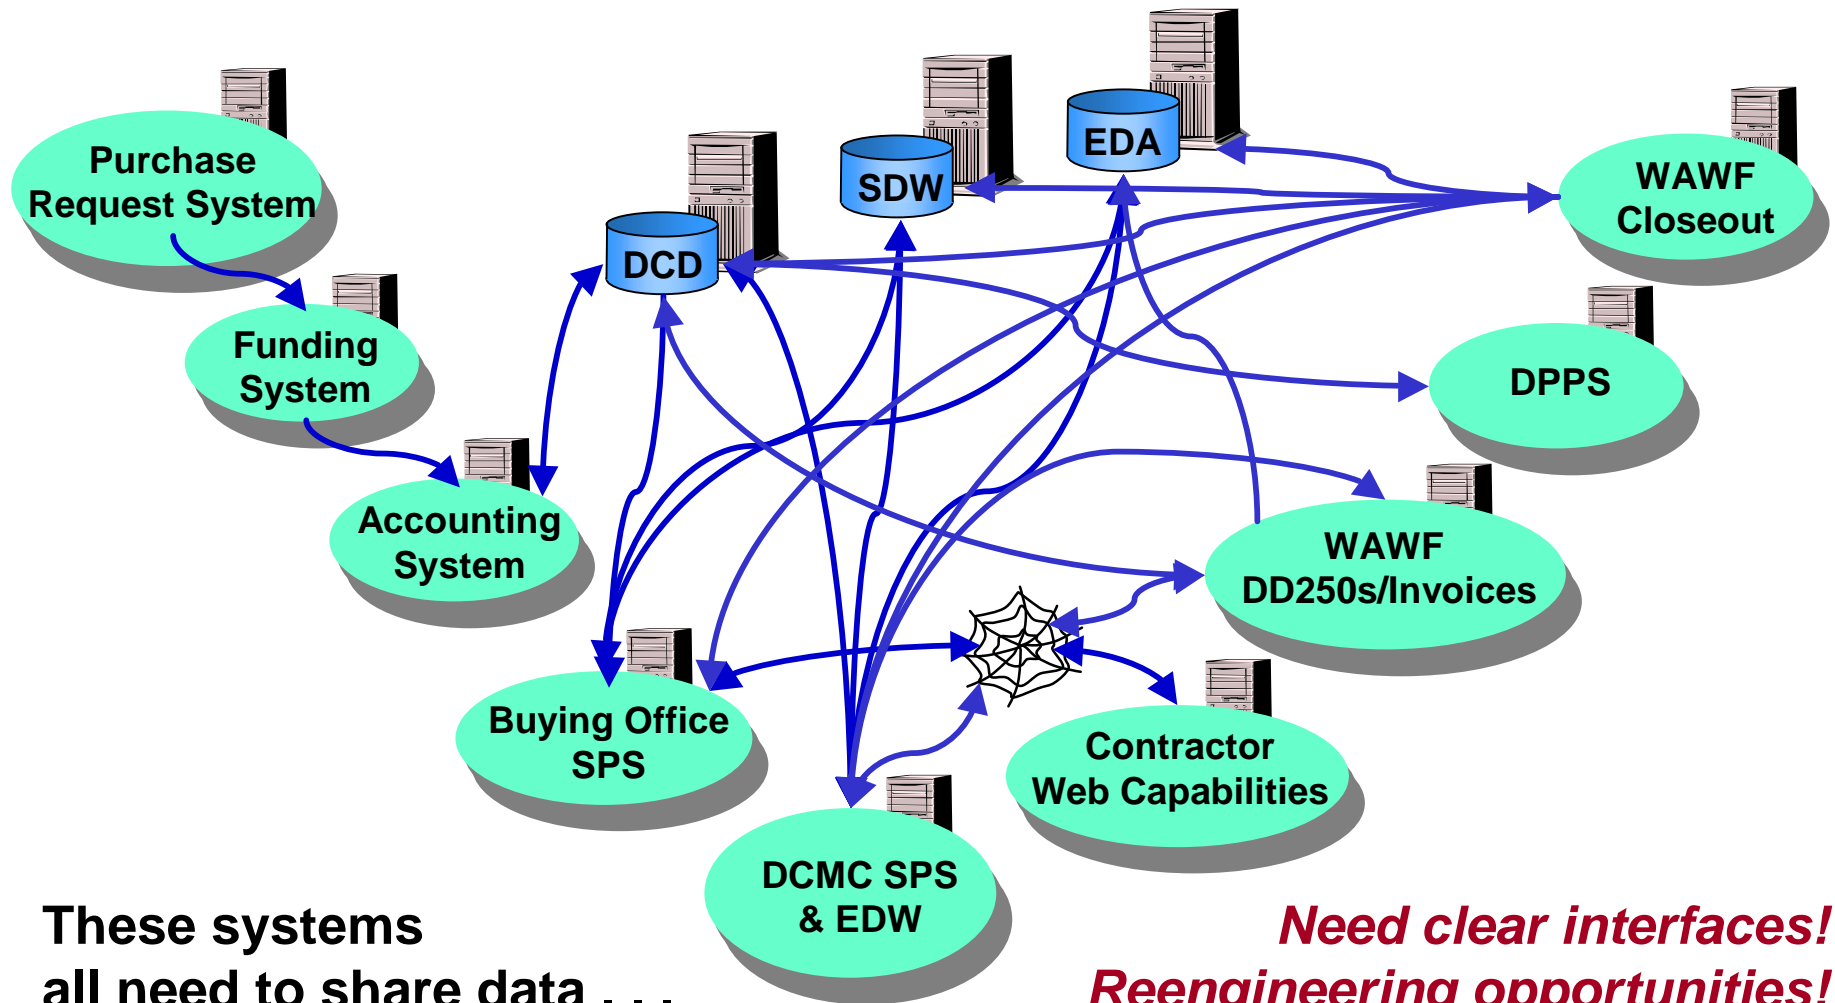 Purchase
Request System
Funding
System
Accounting
System
DCD
SDW
EDA
WAWF
Closeout
DPPS
WAWF
DD250s/Invoices
Buying Office
SPS
Contractor
Web Capabilities
DCMC SPS
& EDW
These systems
all need to share data . . .
Need clear interfaces!
Reengineering opportunities!